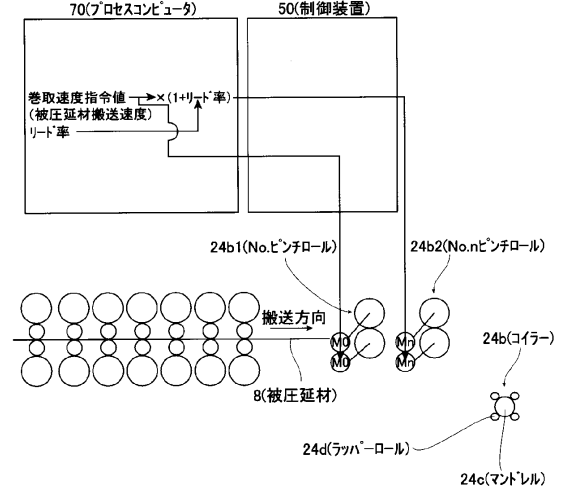 70(プロセスコンピュータ)
50(制御装置)
巻取速度指令値 × (1+リード率)
(被圧延材搬送速度)
リード率
24b1(No.ピンチロール)
24b2(No.nピンチロール)
搬送方向
M0
Mn
M0
Mn
24b(コイラー)
8(被圧延材)
24d(ラッパーロール)
24c(マンドレル)